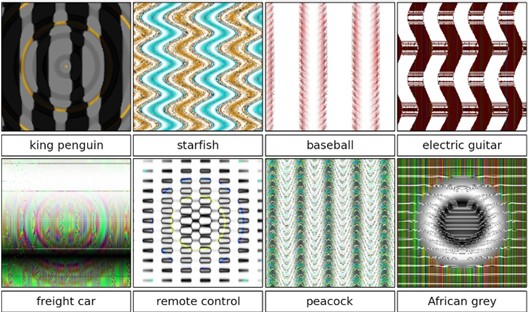 king penguin
starfish
baseball
electric guitar
freight car
remote control
peacock
African grey